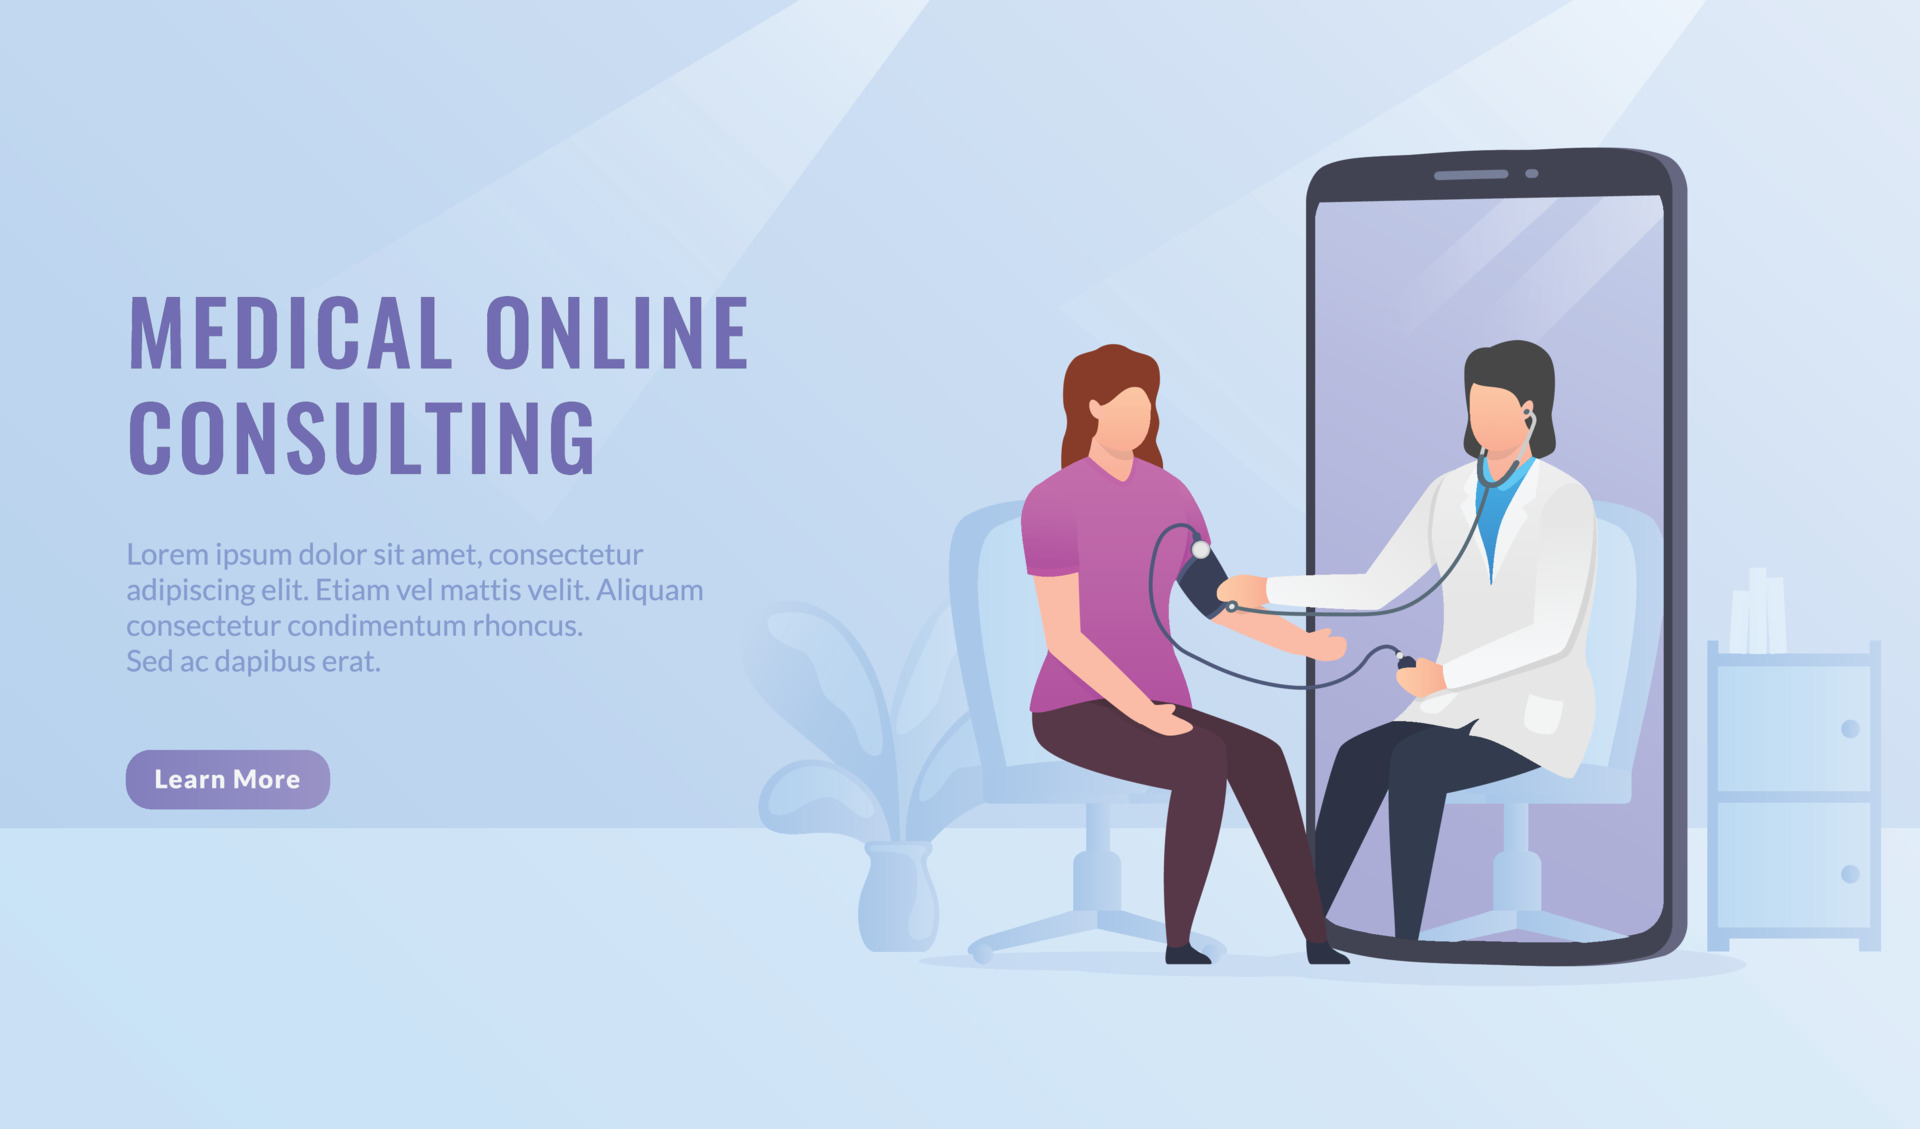 MEDICAL ONLINE
CONSULTING
Lorem ipsum dolor sit amet, consectetur
adipiscing elit. Etiam vel mattis velit. Aliquam
consectetur condimentum rhoncus.
Sed ac dapibus erat.
Learn More